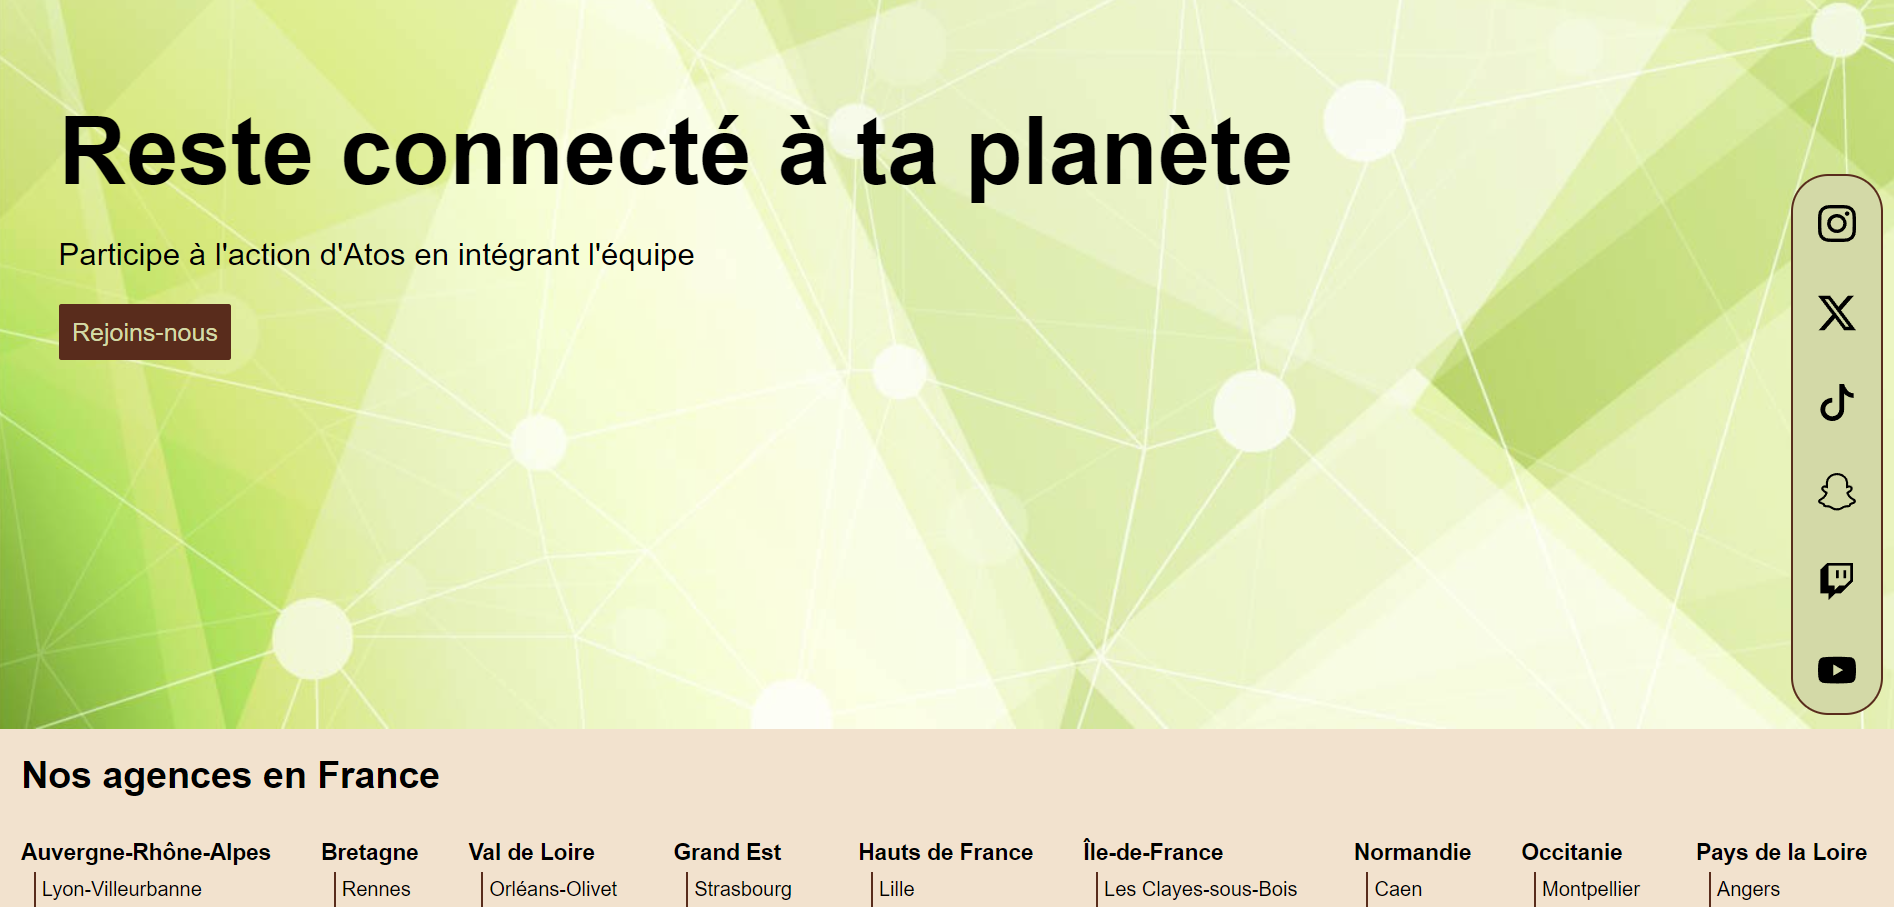 Reste connecté à ta planète
Participe à l'action d'Atos en intégrant l'équipe
Rejoins-nous
Nos agences en France
Auvergne-Rhône-Alpes Bretagne Val de Loire Grand Est Hauts de France Île-de-France Normandie Occitanie Pays de la Loire
Lyon-Villeurbanne Rennes Orléans-Olivet Strasbourg Lille Les Clayes-sous-Bois Caen Montpellier Angers